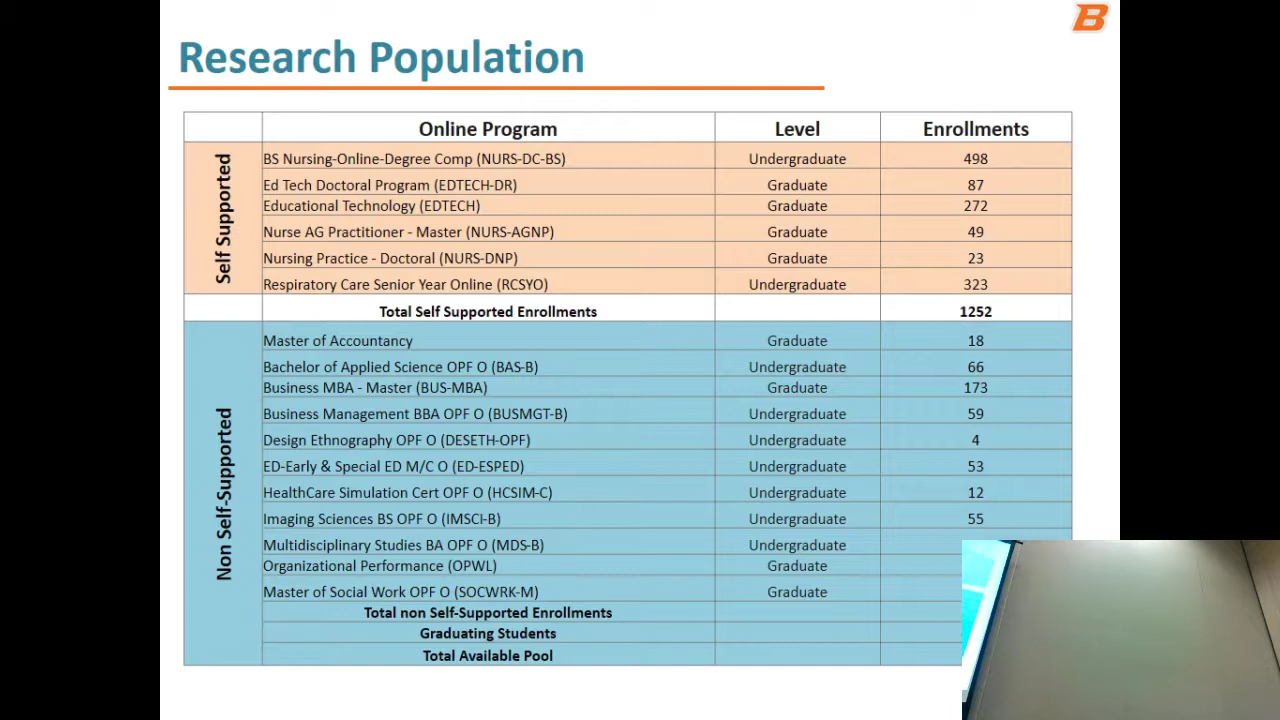 B
Research Population
Online Program Level Enrollments
Self Supported
BS Nursing-Online-Degree Comp (NURS-DC-BS) Undergraduate 498
Ed Tech Doctoral Program (EDTECH-DR) Graduate 87
Educational Technology (EDTECH) Graduate 272
Nurse AG Practitioner - Master (NURS-AGNP) Graduate 49
Nursing Practice - Doctoral (NURS-DNP) Graduate 23
Respiratory Care Senior Year Online (RCSYO) Undergraduate 323
Total Self Supported Enrollments 1252
Non Self-Supported
Master of Accountancy Graduate 18
Bachelor of Applied Science OPF O (BAS-B) Undergraduate 66
Business MBA - Master (BUS-MBA) Graduate 173
Business Management BBA OPF O (BUSMGT-B) Undergraduate 59
Design Ethnography OPF O (DESETH-OPF) Undergraduate 4
ED-Early & Special ED M/C O (ED-ESPED) Undergraduate 53
HealthCare Simulation Cert OPF O (HCSIM-C) Undergraduate 12
Imaging Sciences BS OPF O (IMSCI-B) Undergraduate 55
Multidisciplinary Studies BA OPF O (MDS-B) Undergraduate
Organizational Performance (OPWL) Graduate
Master of Social Work OPF O (SOCWRK-M) Graduate
Total non Self-Supported Enrollments
Graduating Students
Total Available Pool